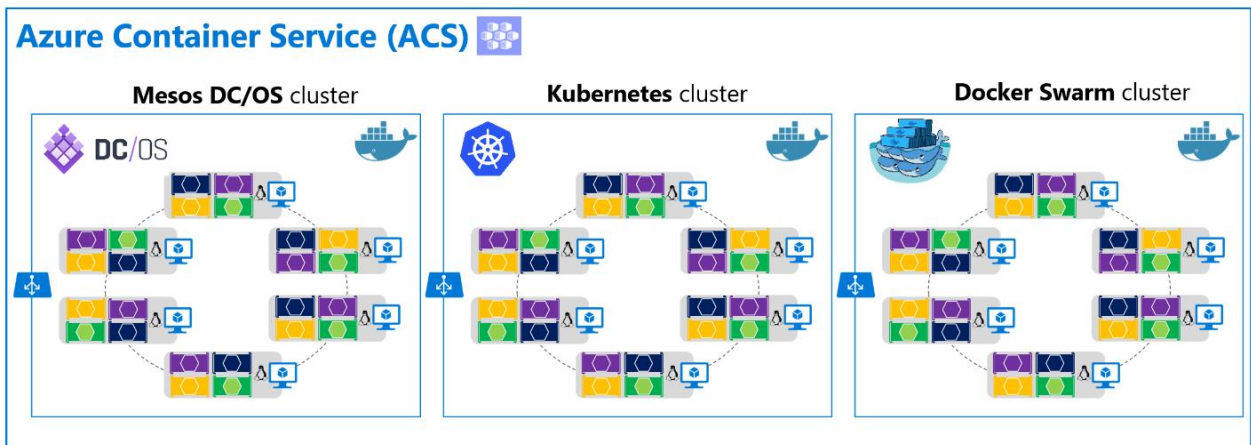 Azure Container Service (ACS)
Mesos DC/OS cluster
Kubernetes cluster
Docker Swarm cluster
DC/OS